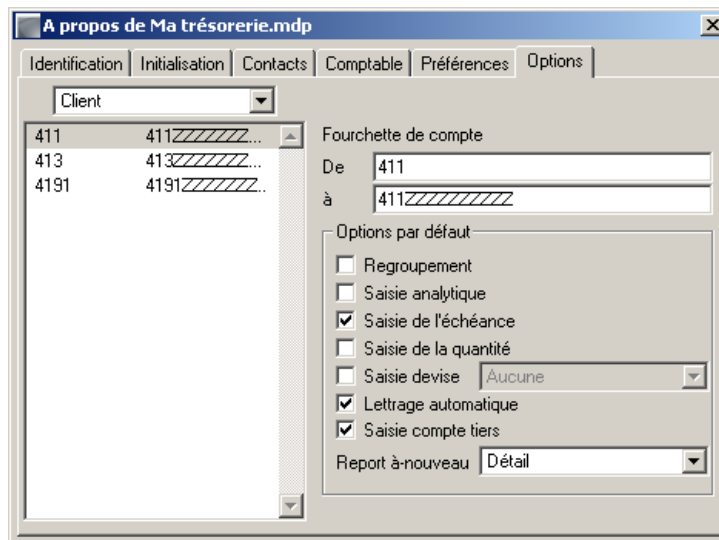 A propos de Ma trésorerie.mdp
Identification Initialisation Contacts Comptable Préférences Options
Client
411 411ZZZZZZZ...
413 413ZZZZZZZ...
4191 4191ZZZZZZZ..
Fourchette de compte
De 411
à 411ZZZZZZZZZZ
Options par défaut
Regroupement
Saisie analytique
Saisie de l'échéance
Saisie de la quantité
Saisie devise Aucune
Lettrage automatique
Saisie compte tiers
Report à-nouveau Détail